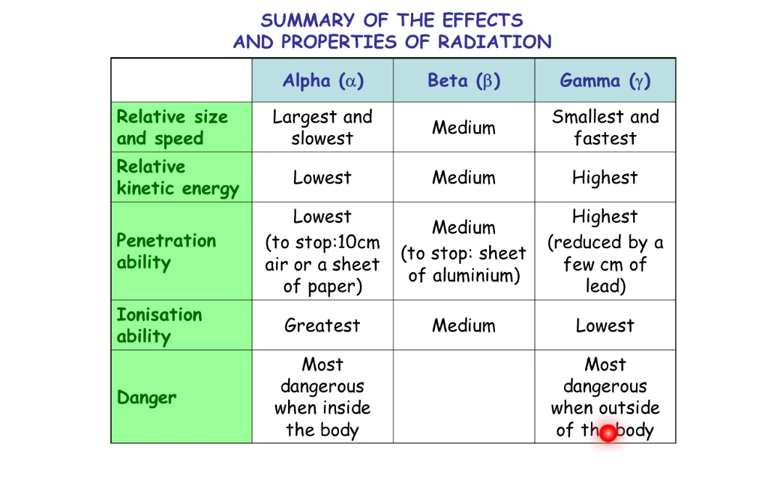 SUMMARY OF THE EFFECTS
AND PROPERTIES OF RADIATION
Alpha (α) Beta (β) Gamma (γ)
Relative size
and speed
Largest and
slowest
Medium
Smallest and
fastest
Relative
kinetic energy
Lowest
Medium
Highest
Penetration
ability
Lowest
(to stop:10cm
air or a sheet
of paper)
Medium
(to stop: sheet
of aluminium)
Highest
(reduced by a
few cm of
lead)
Ionisation
ability
Greatest
Medium
Lowest
Danger
Most
dangerous
when inside
the body
Most
dangerous
when outside
of the body